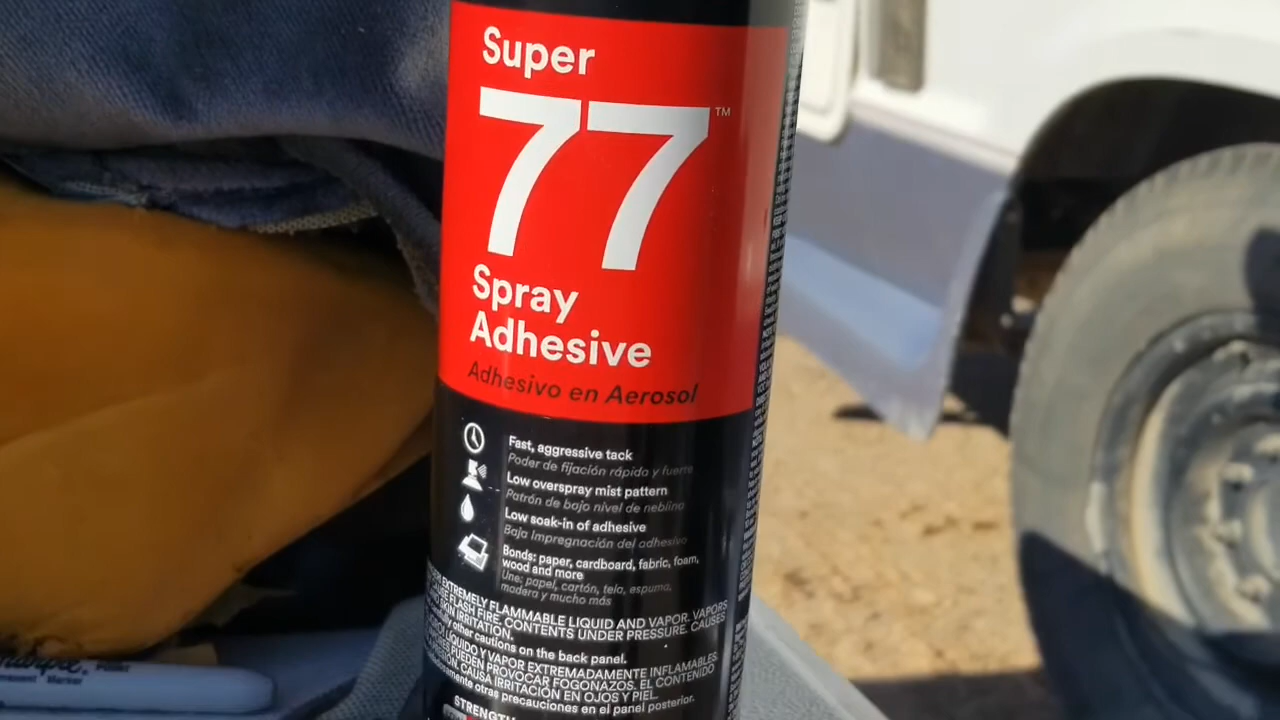 Super
77™
Spray
Adhesive
Adhesivo en Aerosol
Fast, aggressive tack
Poder de fijación rápida y fuerte
Low overspray mist pattern
Patrón de bajo nivel de neblina
Low soak-in of adhesive
Baja Impregnación del adhesivo
Bonds: paper, cardboard, fabric, foam,
wood and more
Une: papel, cartón, tela, espuma,
madera y mucho más
EXTREMELY FLAMMABLE LIQUID AND VAPOR. VAPORS
FLASH FIRE. CONTENTS UNDER PRESSURE. CAUSES
SKIN IRRITATION.
other cautions on the back panel.
LÍQUIDO Y VAPOR EXTREMADAMENTE INFLAMABLES.
PUEDEN PROVOCAR FOGONAZOS. EL CONTENIDO
CAUSA IRRITACIÓN EN OJOS Y PIEL.
otras precauciones en el panel posterior.
STRENGTH
Marker